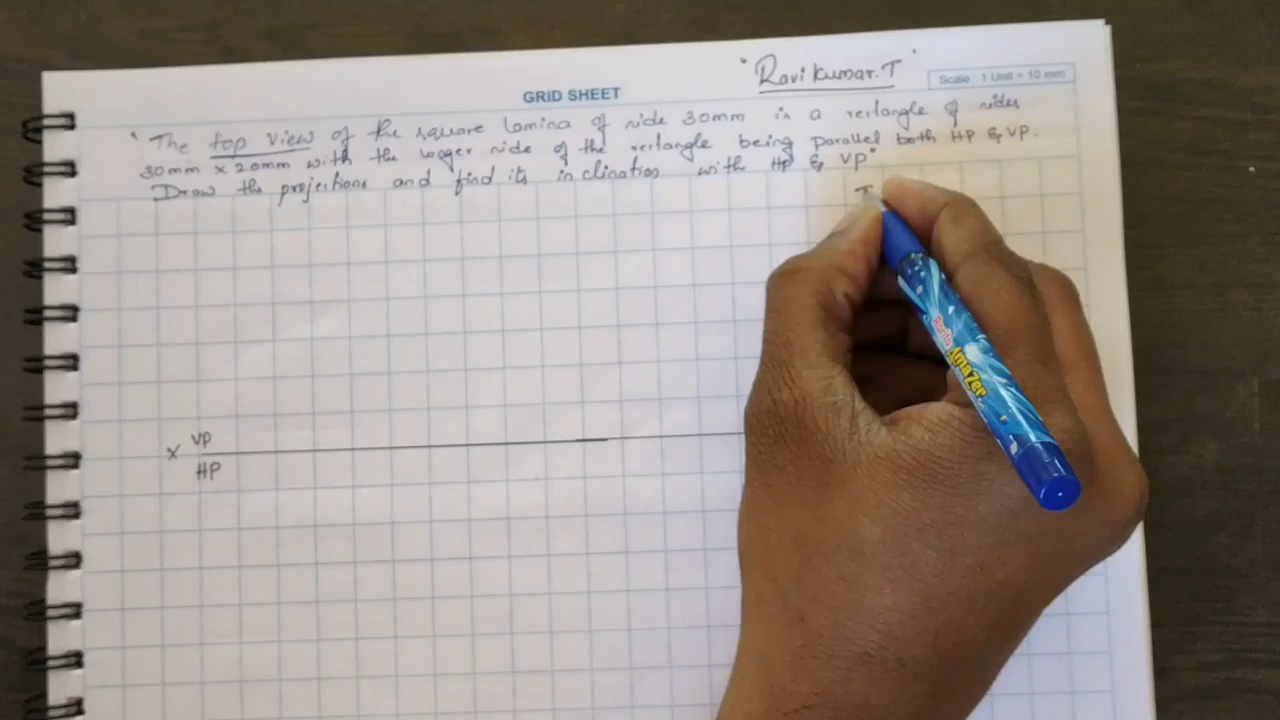 "Ravi kumar.T"
Scale 1 Unit = 10 mm
GRID SHEET
"The top view of the square lamina of side 30mm is a rectangle of sides
30mm x 20mm with the longer side of the rectangle being parallel both HP & VP.
Draw the projections and find its inclination with HP & VP"
T
X VP
HP
Rorito AmaZer